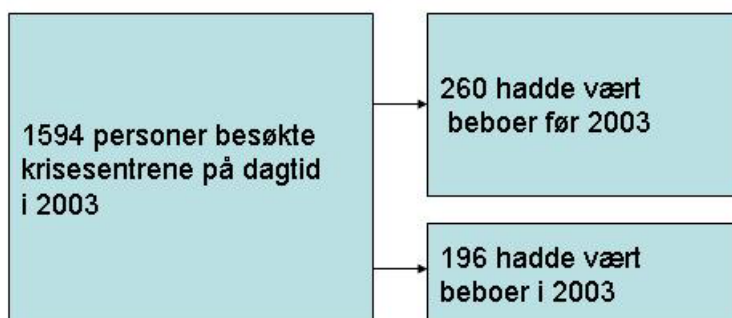 1594 personer besøkte
krisesentrene på dagtid
i 2003
260 hadde vært
beboer før 2003
196 hadde vært
beboer i 2003